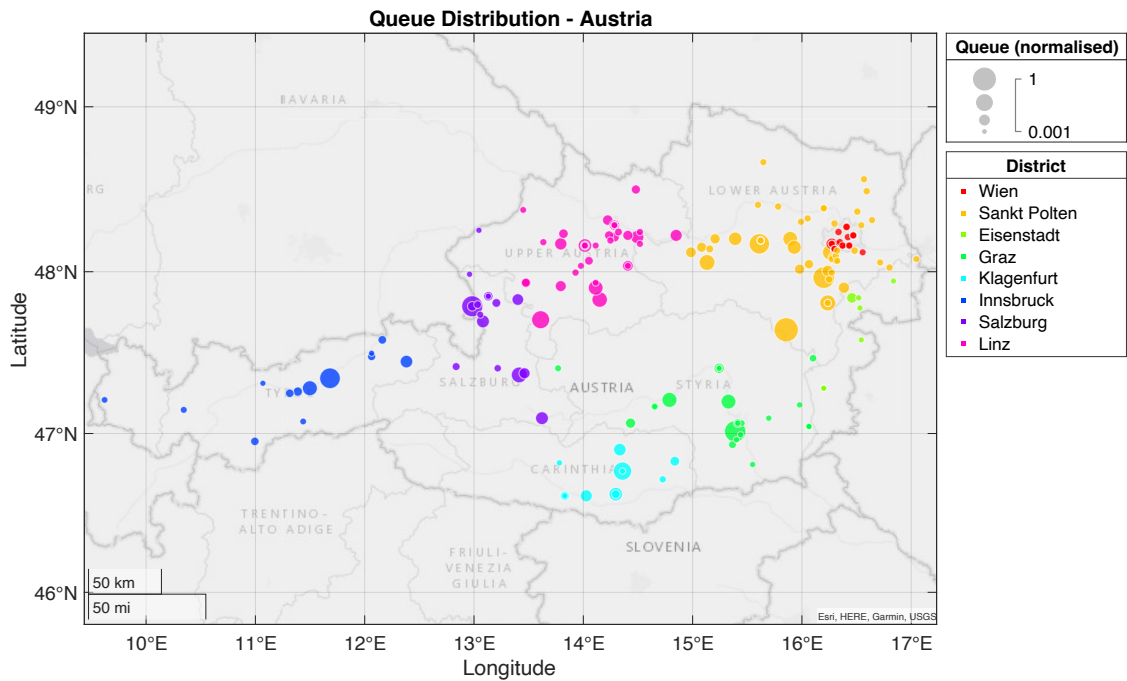 Queue Distribution - Austria
Queue (normalised)
1
0.001
District
Wien
Sankt Polten
Eisenstadt
Graz
Klagenfurt
Innsbruck
Salzburg
Linz
49°N
48°N
47°N
46°N
Latitude
BAVARIA
RG
LOWER AUSTRIA
UPPER AUSTRIA
SALZBURG
AUSTRIA
STYRIA
TY
CARINTHIA
TRENTINO-
ALTO ADIGE
FRIULI-
VENEZIA
GIULIA
SLOVENIA
50 km
50 mi
Esri, HERE, Garmin, USGS
10°E
11°E
12°E
13°E
14°E
15°E
16°E
17°E
Longitude